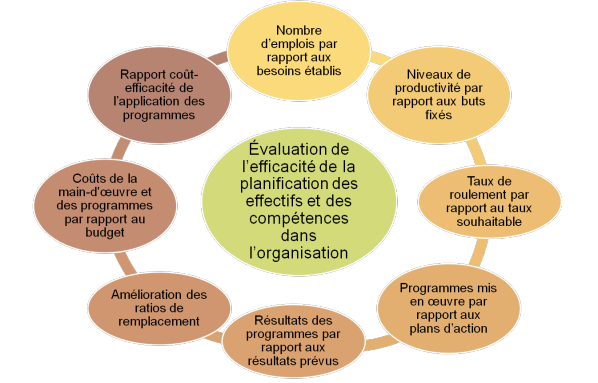 Nombre
d'emplois par
rapport aux
besoins établis
Niveaux de
productivité par
rapport aux buts
fixés
Taux de
roulement par
rapport au taux
souhaitable
Programmes mis
en œuvre par
rapport aux
plans d'action
Résultats des
programmes par
rapport aux
résultats prévus
Amélioration des
ratios de
remplacement
Coûts de la
main-d'œuvre et
des programmes
par rapport au
budget
Rapport coût-
efficacité de
l'application des
programmes
Évaluation de
l'efficacité de la
planification des
effectifs et des
compétences
dans
l'organisation